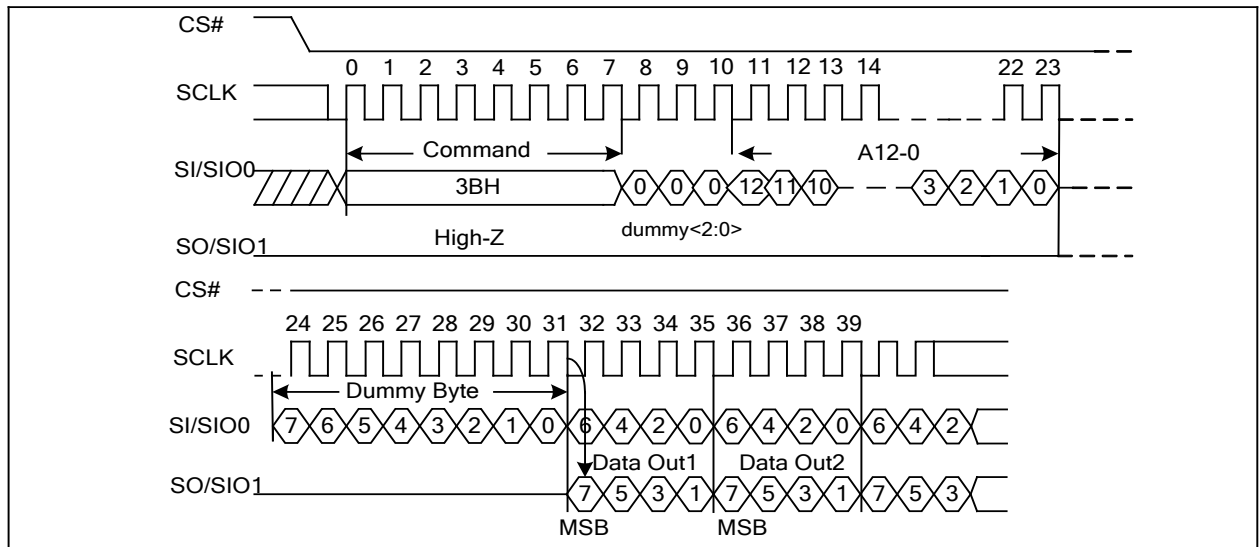 CS#
0 1 2 3 4 5 6 7 8 9 10 11 12 13 14 22 23
SCLK
Command A12-0
SI/SIO0 3BH 0 0 0 12 11 10 3 2 1 0
High-Z dummy<2:0>
SO/SIO1
CS#
24 25 26 27 28 29 30 31 32 33 34 35 36 37 38 39
SCLK
Dummy Byte
SI/SIO0 7 6 5 4 3 2 1 0 6 4 2 0 6 4 2 0 6 4 2
Data Out1 Data Out2
SO/SIO1 7 5 3 1 7 5 3 1 7 5 3
MSB MSB